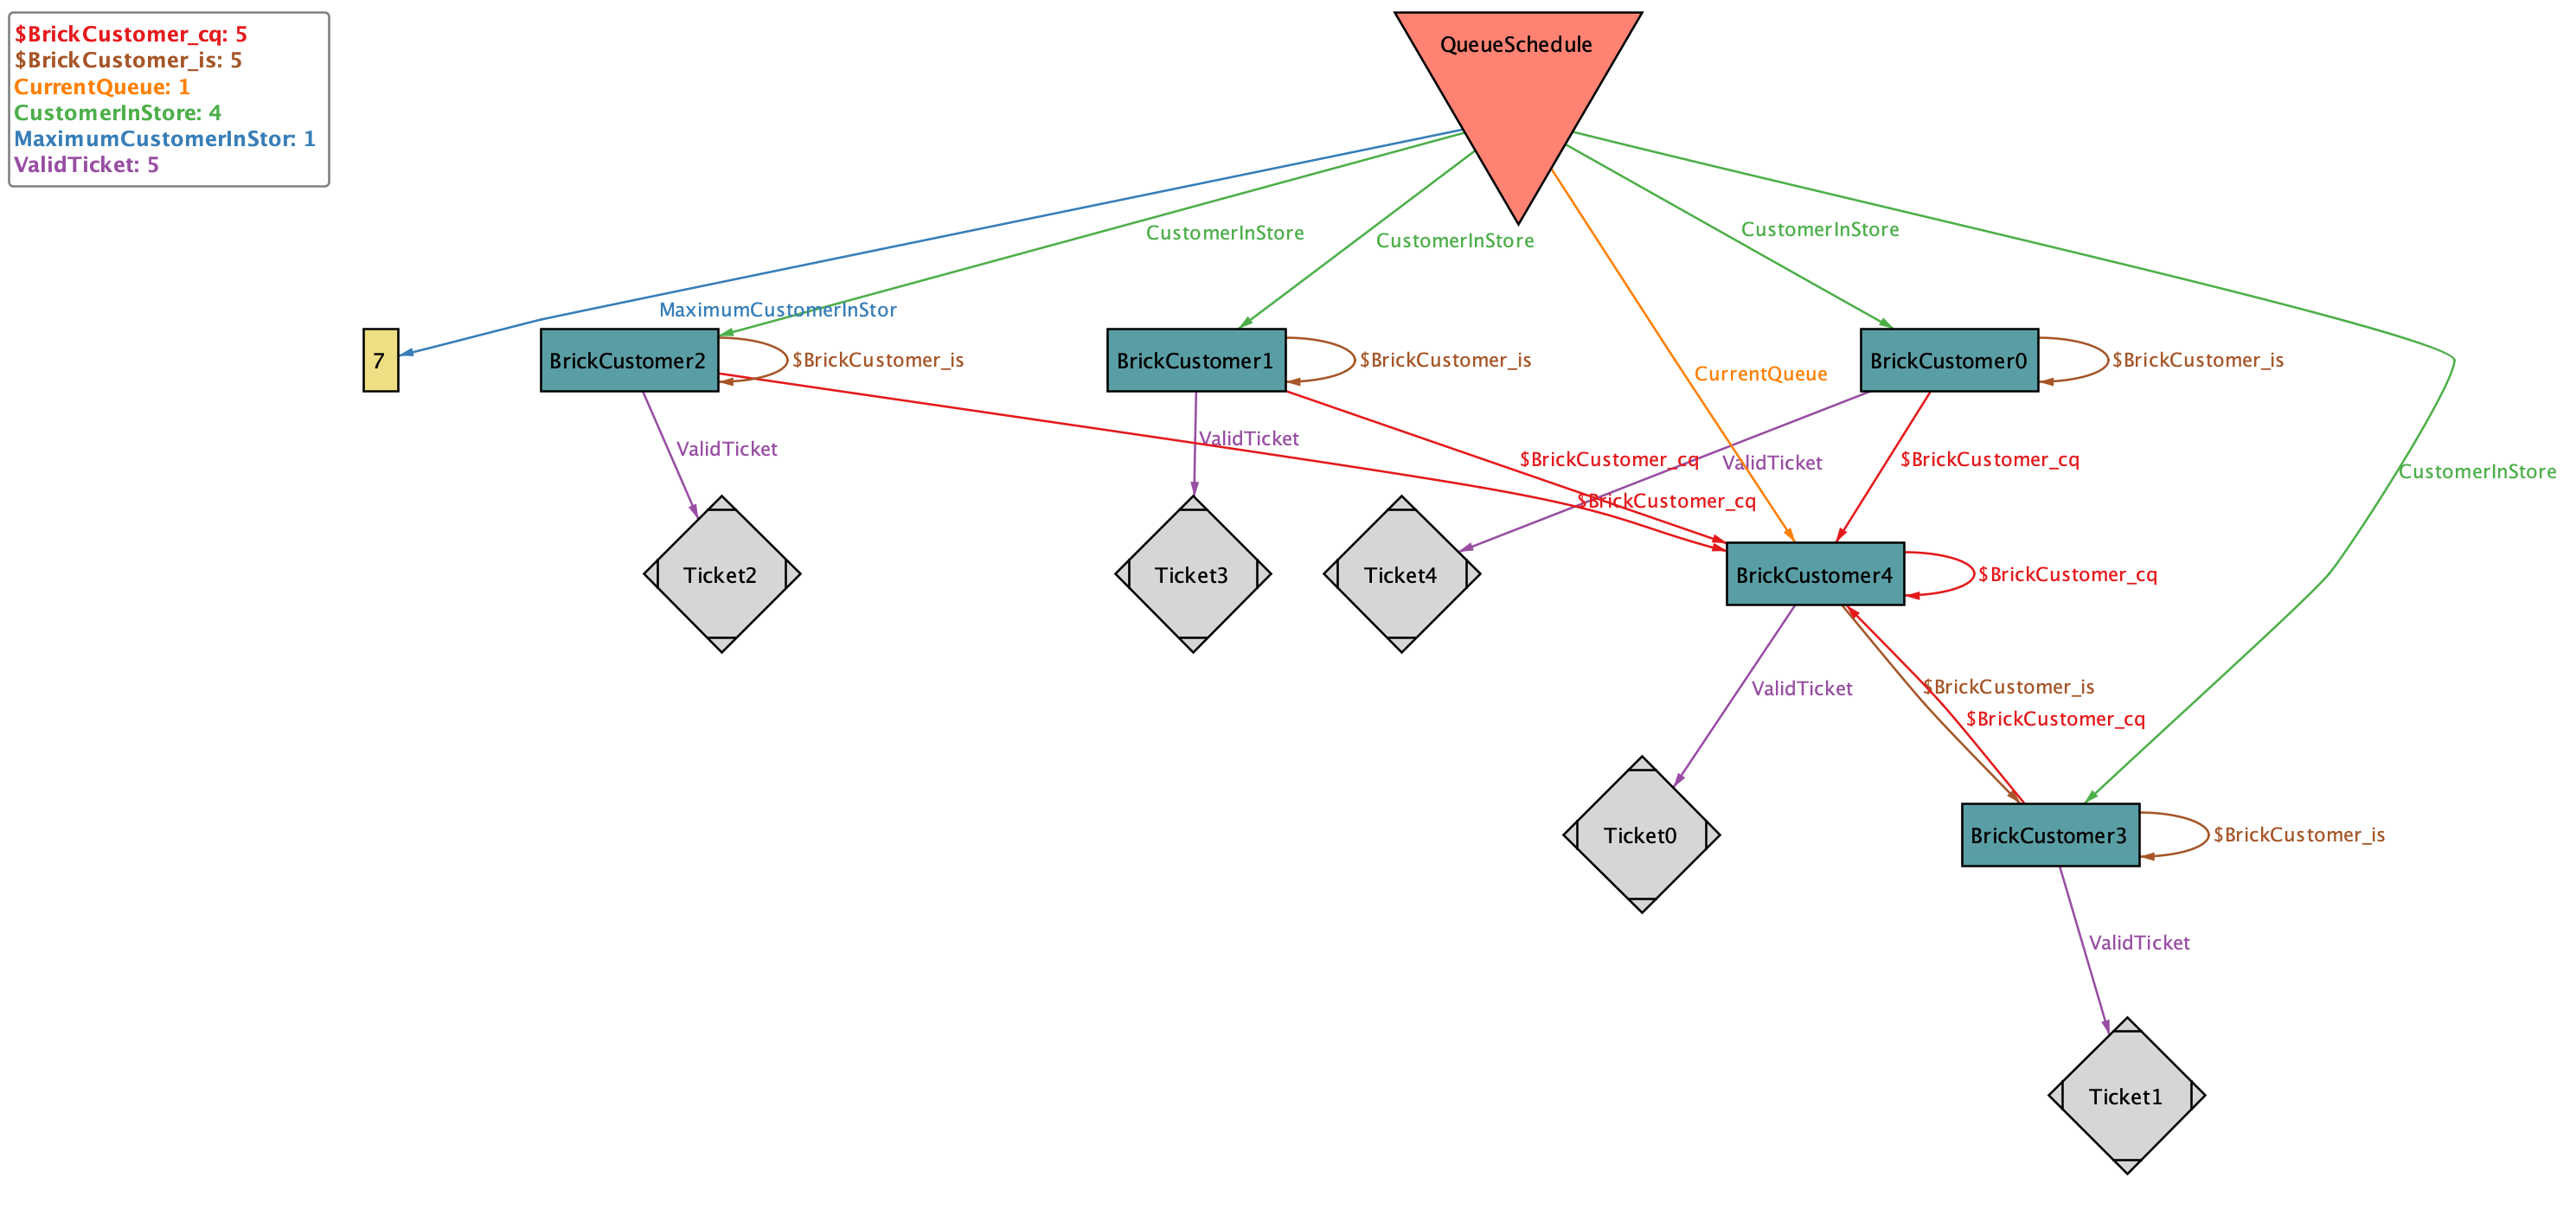 $BrickCustomer_cq: 5
$BrickCustomer_is: 5
CurrentQueue: 1
CustomerInStore: 4
MaximumCustomerInStor: 1
ValidTicket: 5
QueueSchedule
CustomerInStore
CustomerInStore
CustomerInStore
MaximumCustomerInStor
7
BrickCustomer2
$BrickCustomer_is
BrickCustomer1
$BrickCustomer_is
CurrentQueue
BrickCustomer0
$BrickCustomer_is
ValidTicket
ValidTicket
$BrickCustomer_cq
ValidTicket
$BrickCustomer_cq
CustomerInStore
$BrickCustomer_cq
Ticket2
Ticket3
Ticket4
BrickCustomer4
$BrickCustomer_cq
ValidTicket
$BrickCustomer_is
$BrickCustomer_cq
Ticket0
BrickCustomer3
$BrickCustomer_is
ValidTicket
Ticket1